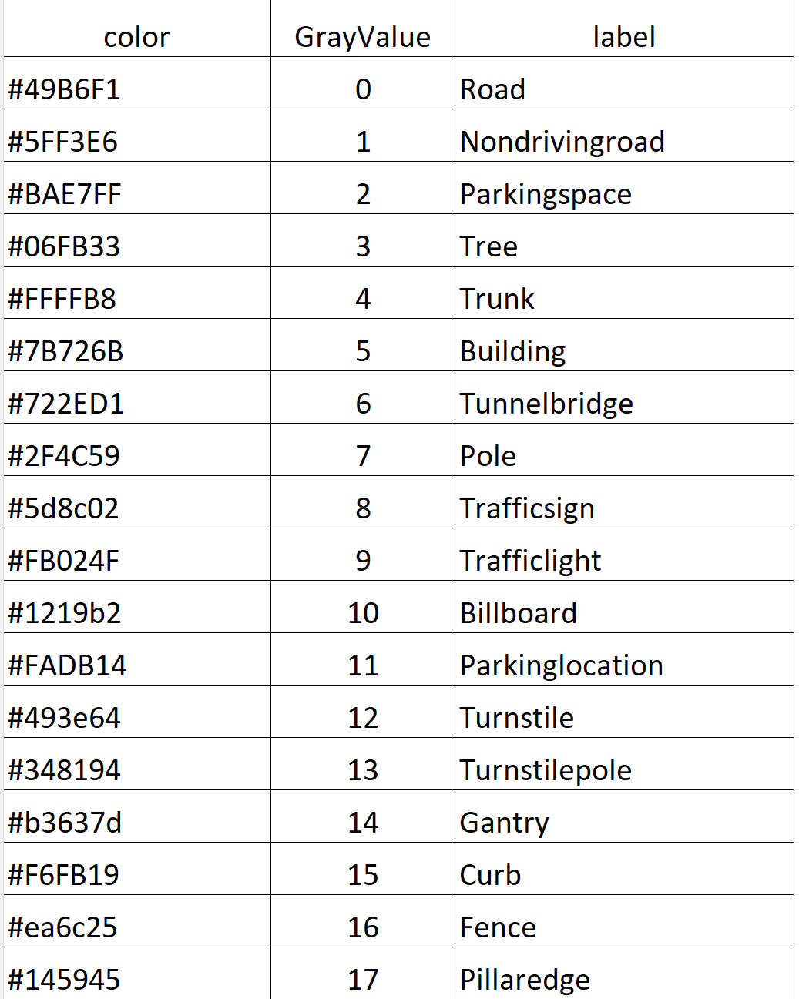 color GrayValue label
#49B6F1 0 Road
#5FF3E6 1 Nondrivingroad
#BAE7FF 2 Parkingspace
#06FB33 3 Tree
#FFFFB8 4 Trunk
#7B726B 5 Building
#722ED1 6 Tunnelbridge
#2F4C59 7 Pole
#5d8c02 8 Trafficsign
#FB024F 9 Trafficlight
#1219b2 10 Billboard
#FADB14 11 Parkinglocation
#493e64 12 Turnstile
#348194 13 Turnstilepole
#b3637d 14 Gantry
#F6FB19 15 Curb
#ea6c25 16 Fence
#145945 17 Pillaredge